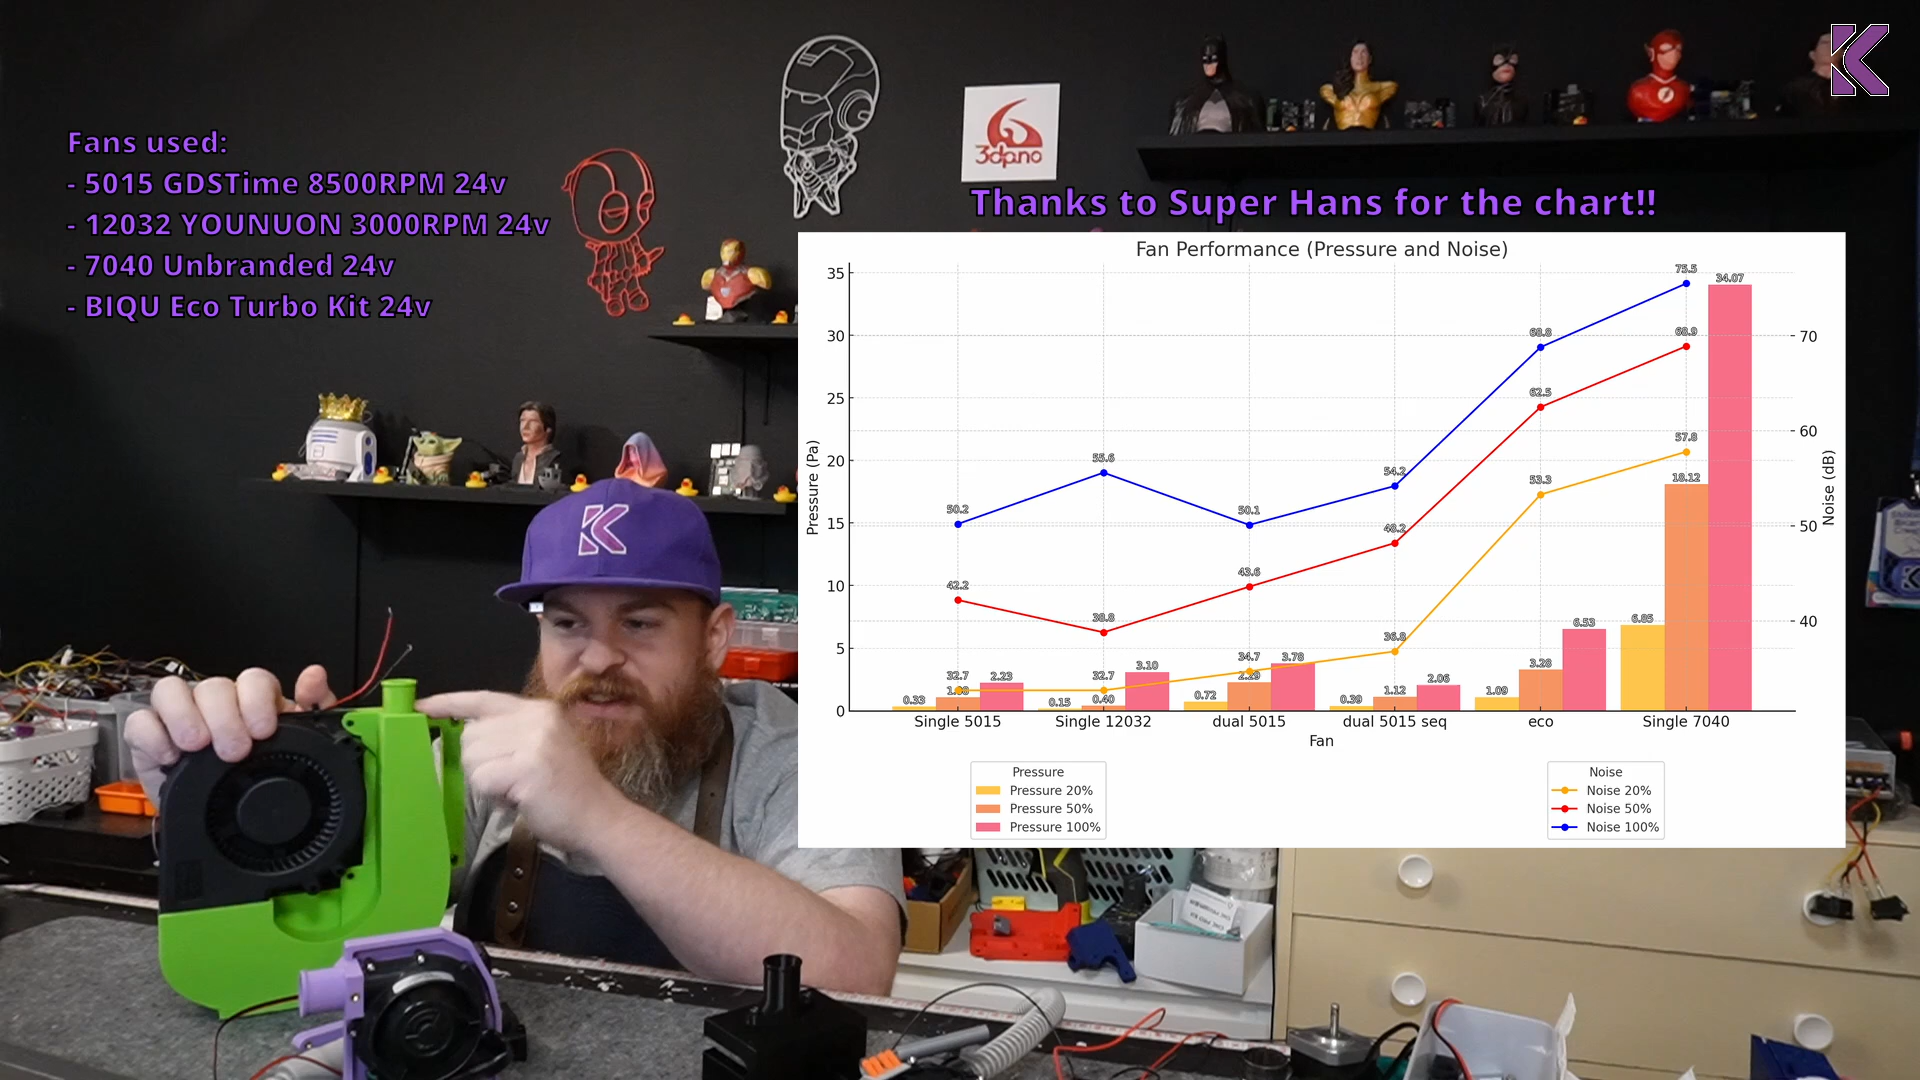 Fans used:
- 5015 GDSTime 8500RPM 24v
- 12032 YOUNUON 3000RPM 24v
- 7040 Unbranded 24v
- BIQU Eco Turbo Kit 24v
3dpno
Thanks to Super Hans for the chart!!
Fan Performance (Pressure and Noise)
Pressure (Pa)
35
30
25
20
15
10
5
0
Noise (dB)
70
60
50
40
50.2
55.6
50.1
54.2
68.8
75.5
42.2
38.8
43.6
48.2
62.5
68.9
32.7
32.7
34.7
36.8
53.3
57.8
0.33
2.23
0.15
0.40
3.10
0.72
2.29
3.78
0.39
1.12
2.06
1.09
3.28
6.53
6.85
18.12
34.07
Single 5015
Single 12032
dual 5015
dual 5015 seq
eco
Single 7040
Fan
Pressure
Pressure 20%
Pressure 50%
Pressure 100%
Noise
Noise 20%
Noise 50%
Noise 100%